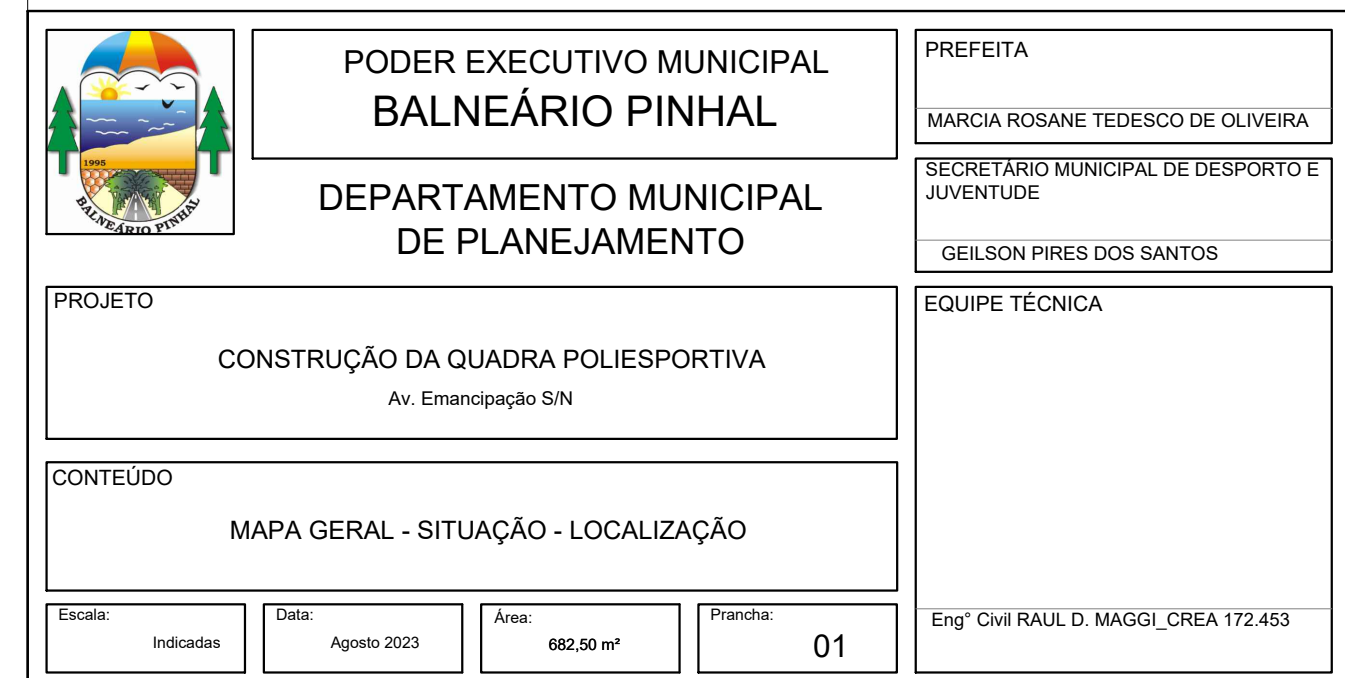 1995
BALNEÁRIO PINHAL
PODER EXECUTIVO MUNICIPAL
BALNEÁRIO PINHAL
DEPARTAMENTO MUNICIPAL
DE PLANEJAMENTO
PREFEITA
MARCIA ROSANE TEDESCO DE OLIVEIRA
SECRETÁRIO MUNICIPAL DE DESPORTO E
JUVENTUDE
GEILSON PIRES DOS SANTOS
PROJETO
CONSTRUÇÃO DA QUADRA POLIESPORTIVA
Av. Emancipação S/N
EQUIPE TÉCNICA
Eng° Civil RAUL D. MAGGI_CREA 172.453
CONTEÚDO
MAPA GERAL - SITUAÇÃO - LOCALIZAÇÃO
Escala:
Indicadas
Data:
Agosto 2023
Área:
682,50 m²
Prancha:
01